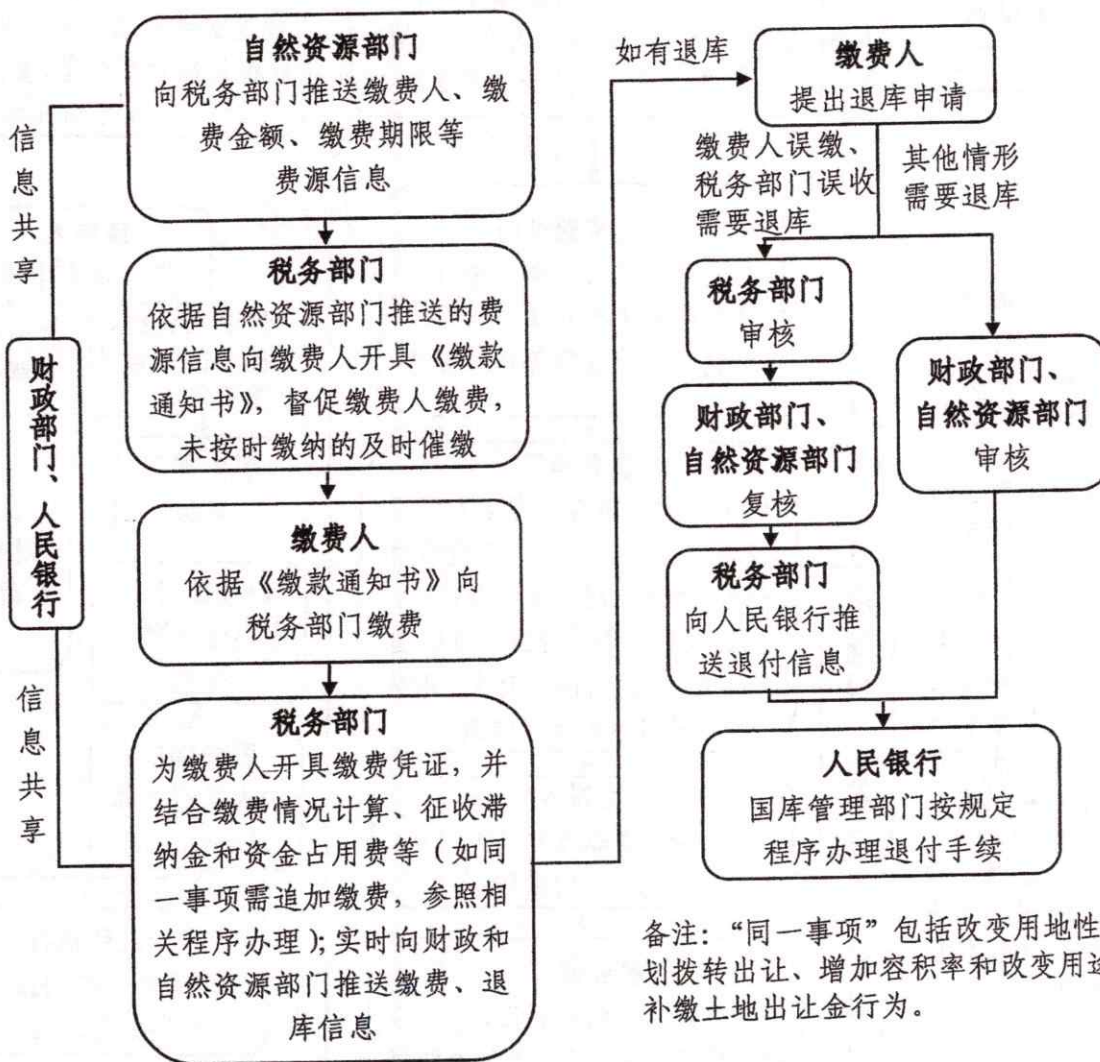 自然资源部门
向税务部门推送缴费人、缴
费金额、缴费期限等
费源信息
信息共享
税务部门
依据自然资源部门推送的费
源信息向缴费人开具《缴款
通知书》，督促缴费人缴费，
未按时缴纳的及时催缴
财政部门、人民银行
缴费人
依据《缴款通知书》向
税务部门缴费
信息共享
税务部门
为缴费人开具缴费凭证，并
结合缴费情况计算、征收滞
纳金和资金占用费等（如同
一事项需追加缴费，参照相
关程序办理）；实时向财政和
自然资源部门推送缴费、退
库信息
如有退库
缴费人
提出退库申请
缴费人误缴、
税务部门误收
需要退库
其他情形
需要退库
税务部门
审核
财政部门、
自然资源部门
复核
税务部门
向人民银行推
送退付信息
财政部门、
自然资源部门
审核
人民银行
国库管理部门按规定
程序办理退付手续
备注：“同一事项”包括改变用地性
划拨转出让、增加容积率和改变用途
补缴土地出让金行为。